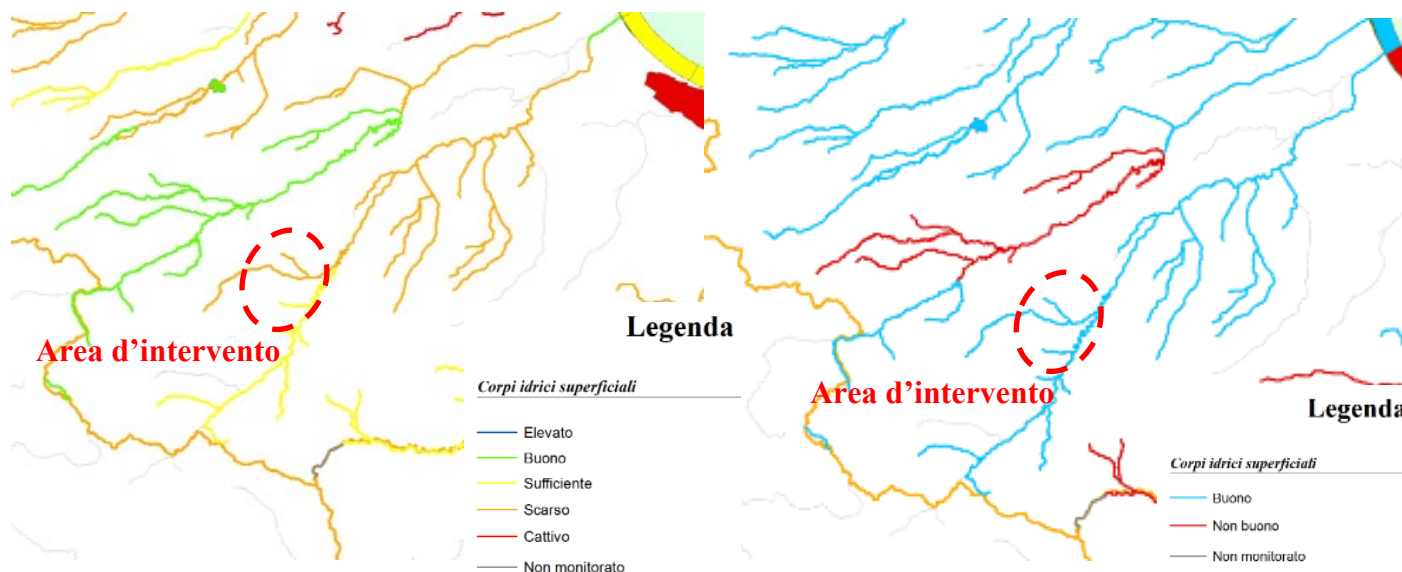 Area d’intervento
Legenda
Corpi idrici superficiali
Elevato
Buono
Sufficiente
Scarso
Cattivo
Non monitorato
Area d’intervento
Legenda
Corpi idrici superficiali
Buono
Non buono
Non monitorato